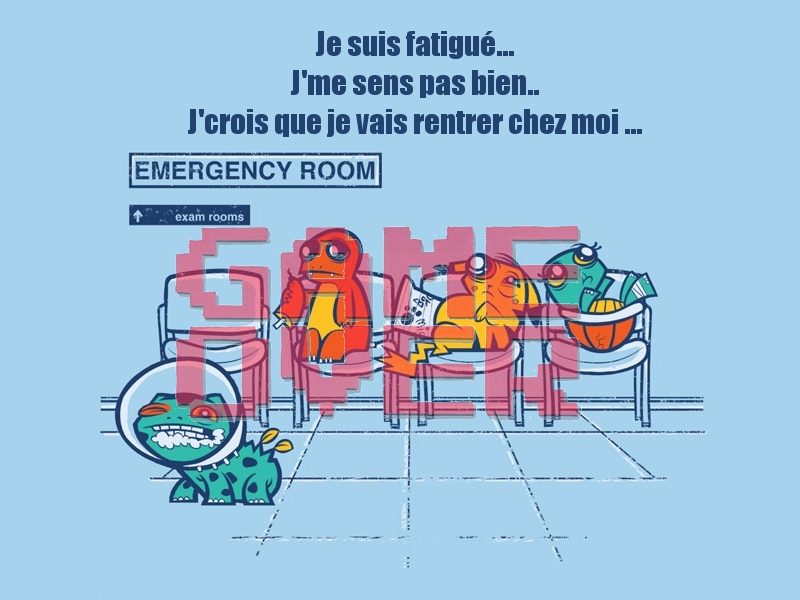 Je suis fatigué...
J'me sens pas bien..
J'crois que je vais rentrer chez moi ...
EMERGENCY ROOM
↑ exam rooms
GAME
OVER